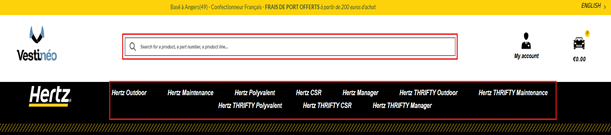 Basé à Angers(49) - Confectionneur Français - FRAIS DE PORT OFFERTS à partir de 200 euros d'achat
ENGLISH
Vestinéo
Search for a product, a part number, a product line...
My account
0
€0.00
Hertz
Hertz Outdoor Hertz Maintenance Hertz Polyvalent Hertz CSR Hertz Manager Hertz THRIFTY Outdoor Hertz THRIFTY Maintenance
Hertz THRIFTY Polyvalent Hertz THRIFTY CSR Hertz THRIFTY Manager